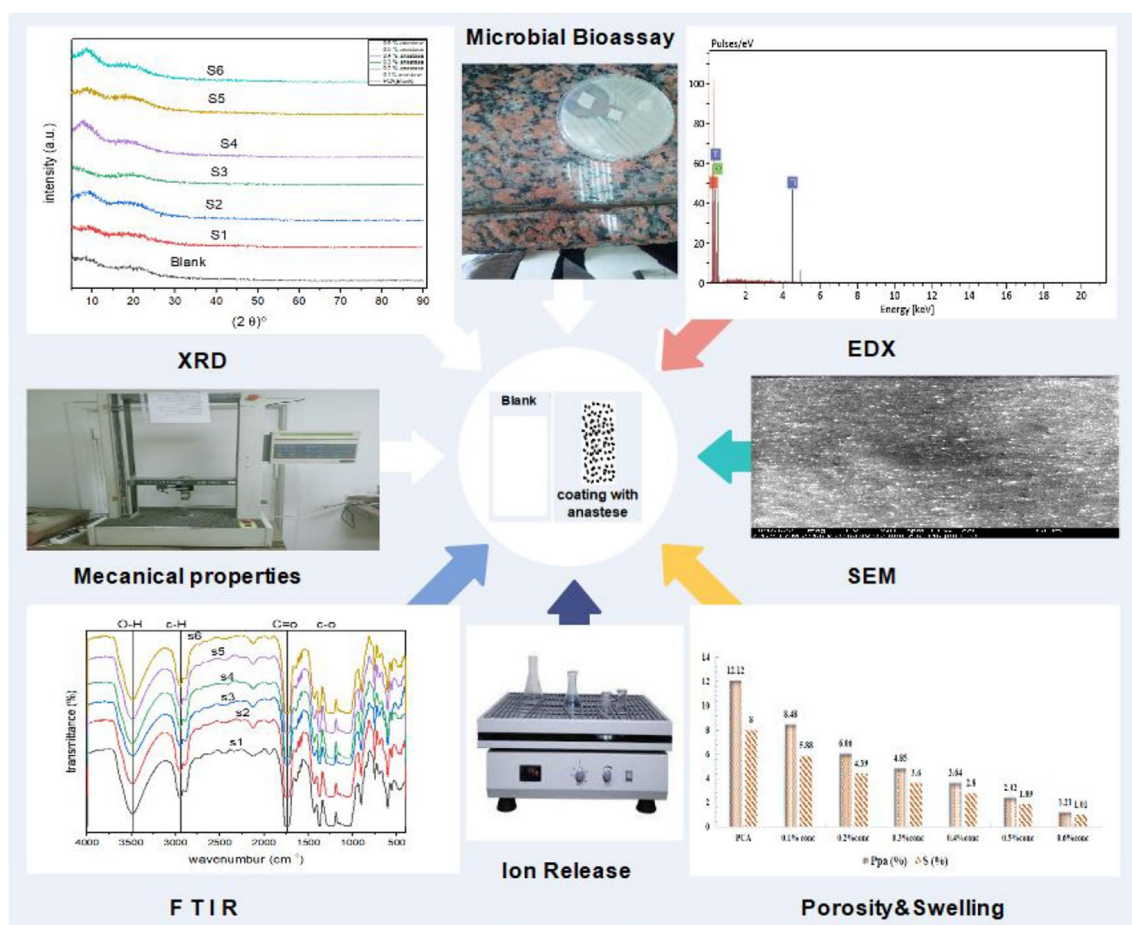 Microbial Bioassay
S6
S5
S4
S3
S2
S1
Blank
intensity (a.u.)
10 20 30 40 50 60 70 80 90
(2 θ)°
XRD
Pulses/eV
100
80
60
40
20
0
2 4 6 8 10 12 14 16 18 20
Energy [keV]
EDX
Blank
coating with
anastese
Mecanical properties
SEM
O-H c-H C=o c-o
s6
s5
s4
s3
s2
s1
transmittance (%)
4000 3500 3000 2500 2000 1500 1000 500
wavenumbur (cm⁻¹)
F T I R
Ion Release
14
12
10
8
6
4
2
0
12.12
8
8.48
5.88
6.06
4.39
4.85
3.6
3.64
2.8
2.42
1.89
1.21
1.01
PCA 0.1% conc 0.2% conc 0.3% conc 0.4% conc 0.5% conc 0.6% conc
Ppa (%) S (%)
Porosity&Swelling